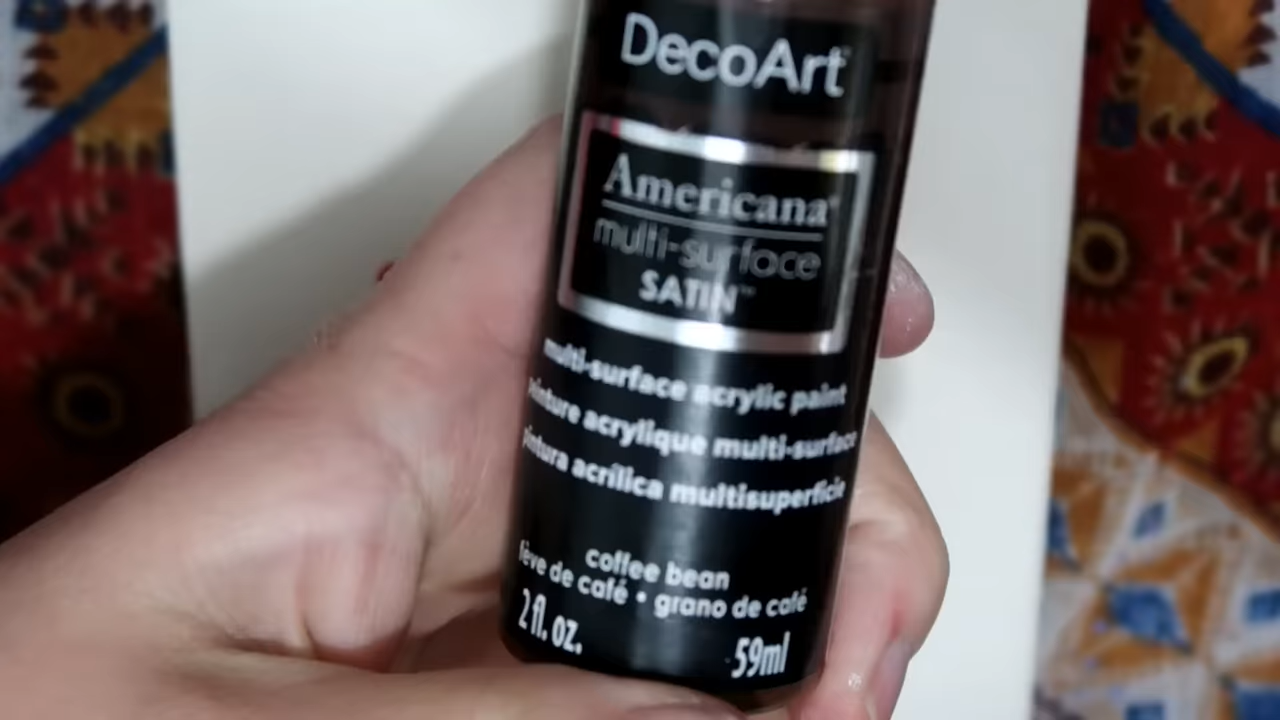 DecoArt
Americana®
multi-surface
SATIN™
multi-surface acrylic paint
peinture acrylique multi-surface
pintura acrílica multisuperficie
coffee bean
fève de café • grano de café
2 fl. oz. 59ml